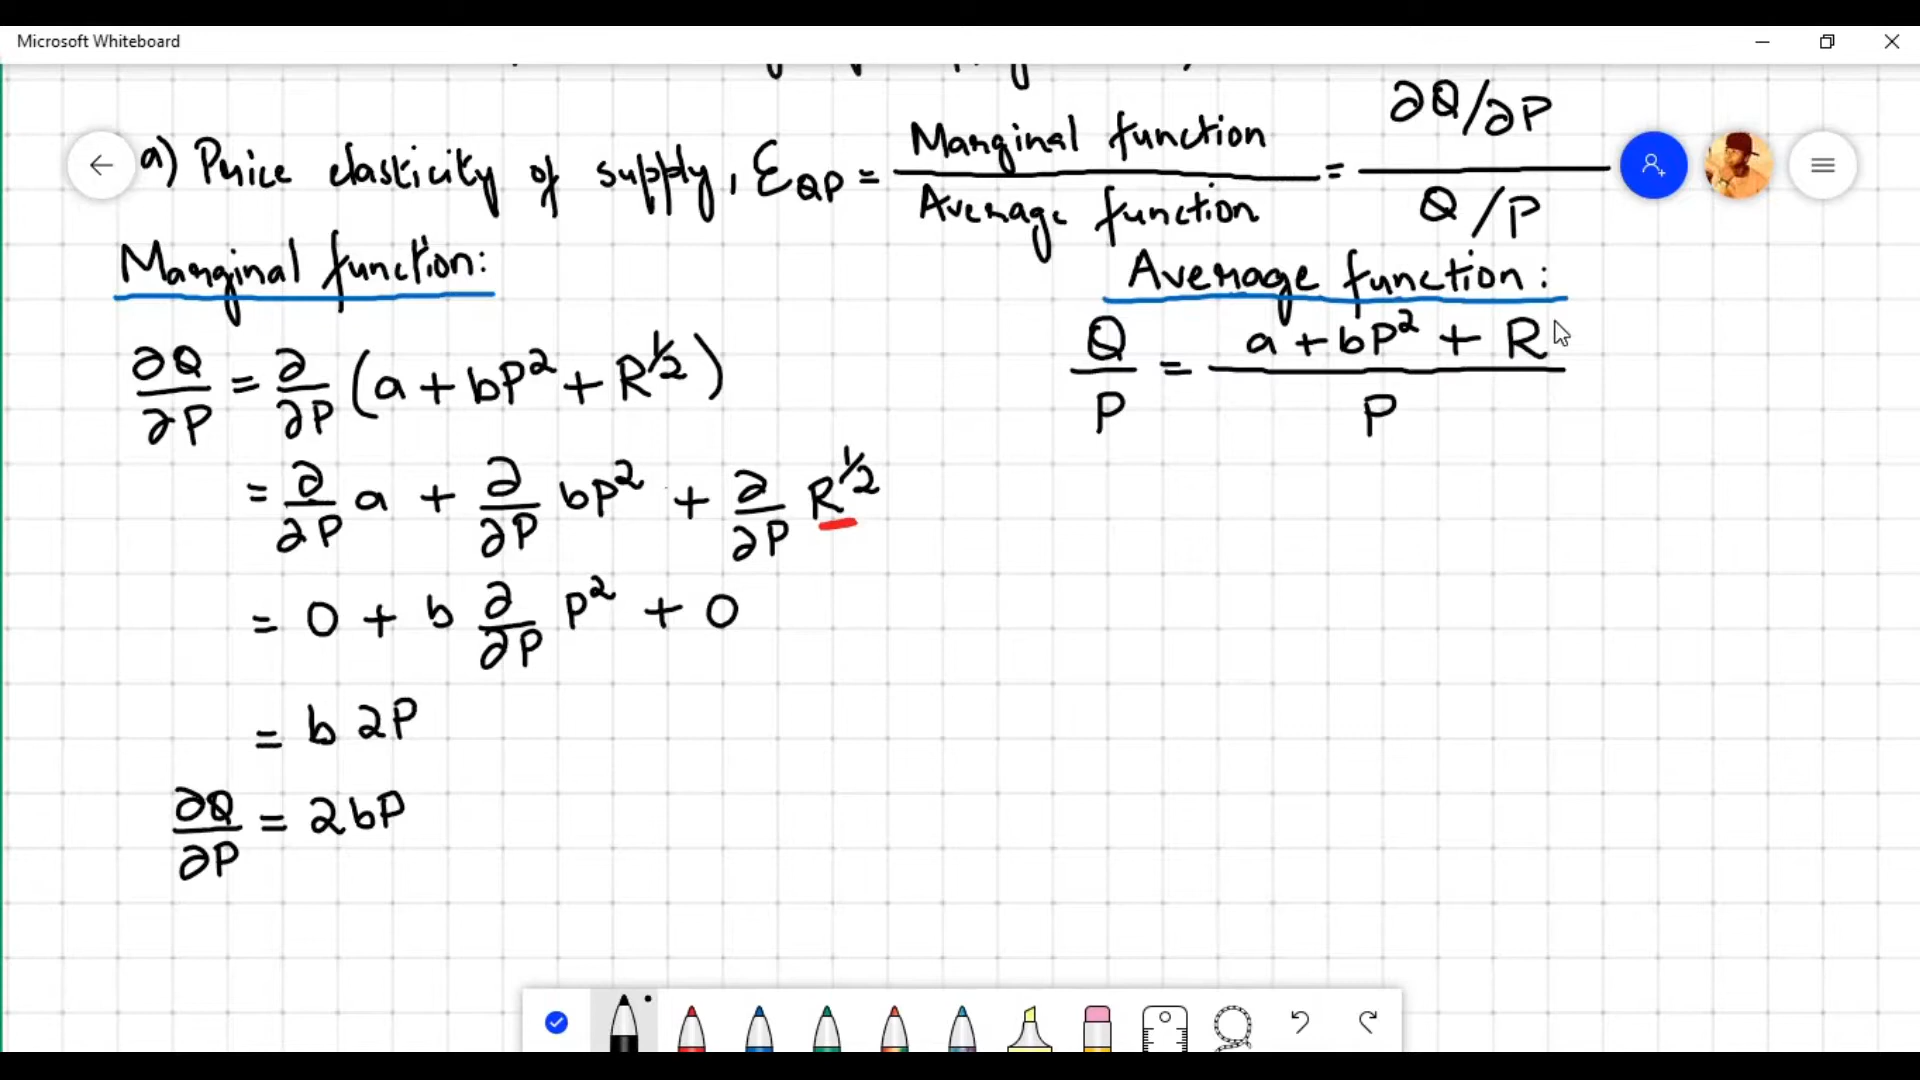 Microsoft Whiteboard
a) Price elasticity of supply, ε_QP = Marginal function / Average function = ∂Q/∂P / Q/P
Marginal function:
∂Q/∂P = ∂/∂P (a + bP² + R^½)
= ∂/∂P a + ∂/∂P bP² + ∂/∂P R^½
= 0 + b ∂/∂P P² + 0
= b 2P
∂Q/∂P = 2bP
Average function:
Q/P = a + bP² + R / P